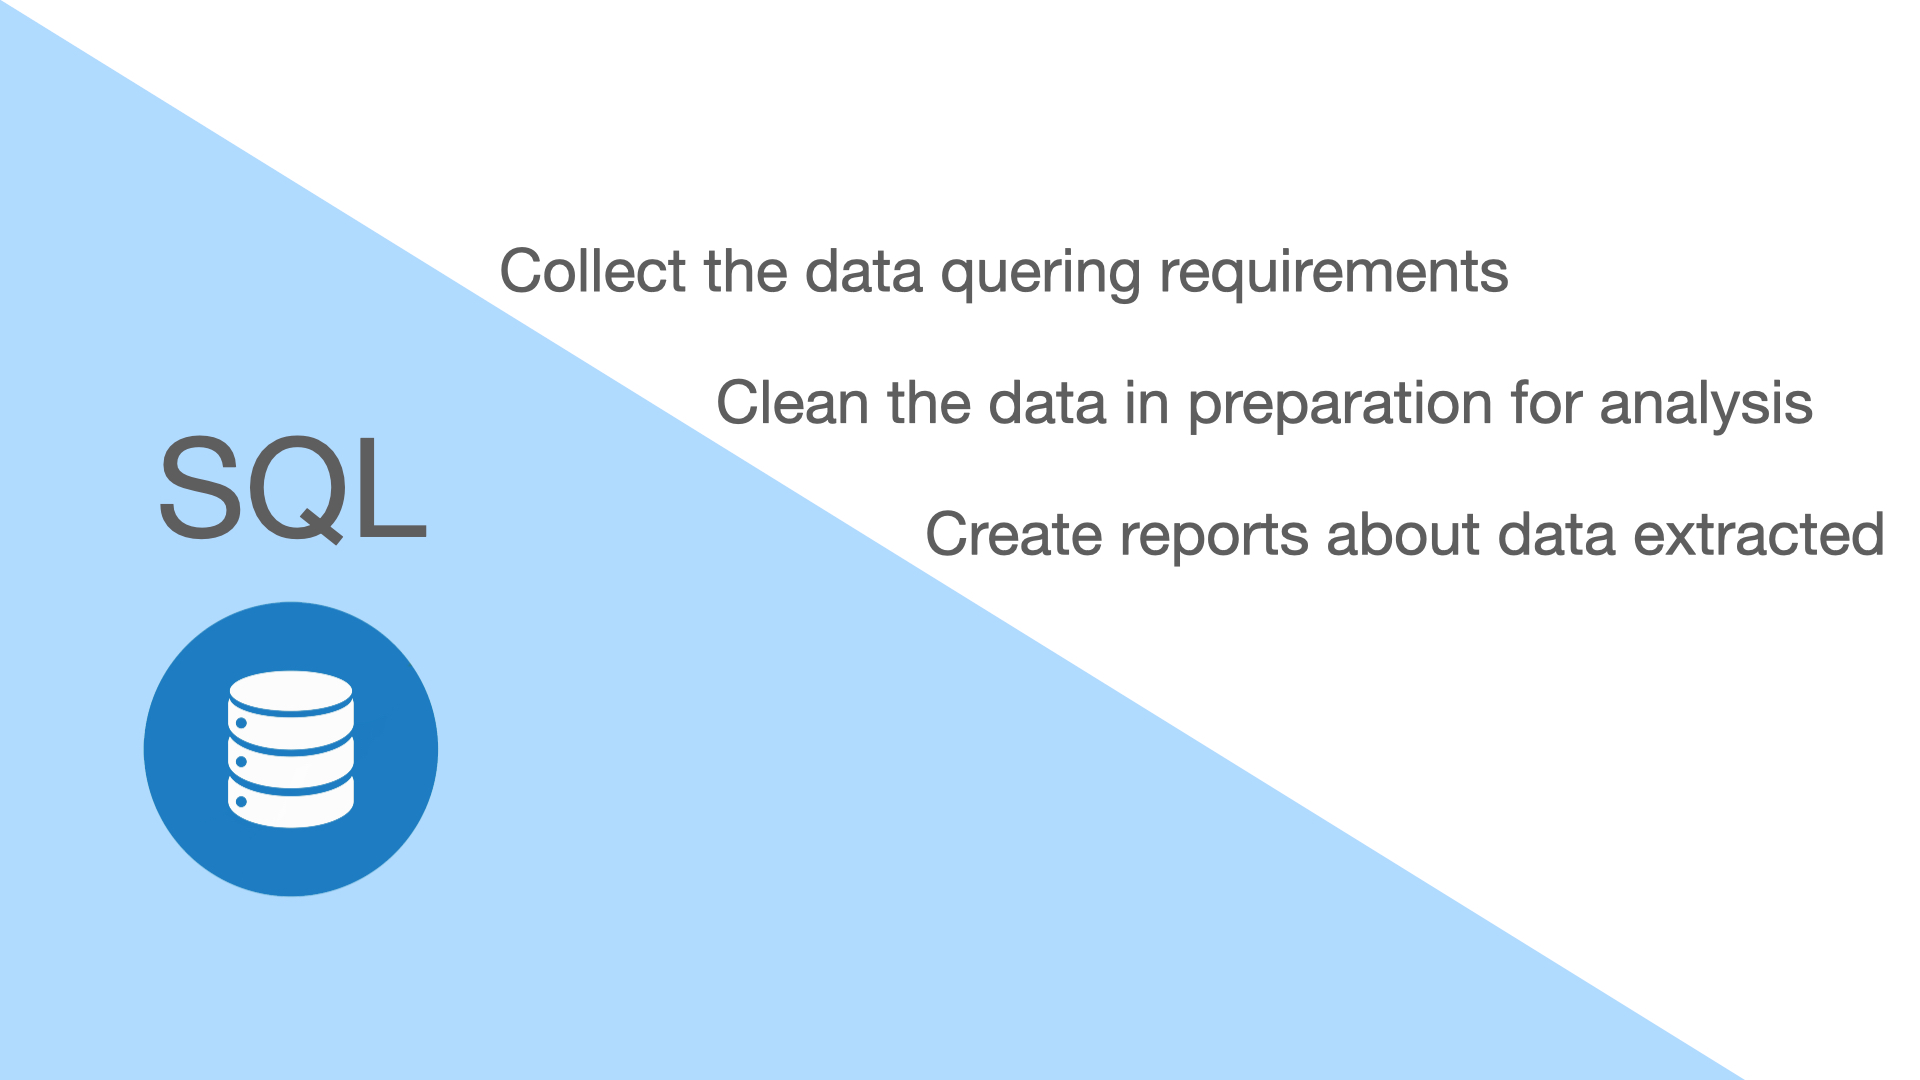 Collect the data quering requirements
Clean the data in preparation for analysis
SQL
Create reports about data extracted